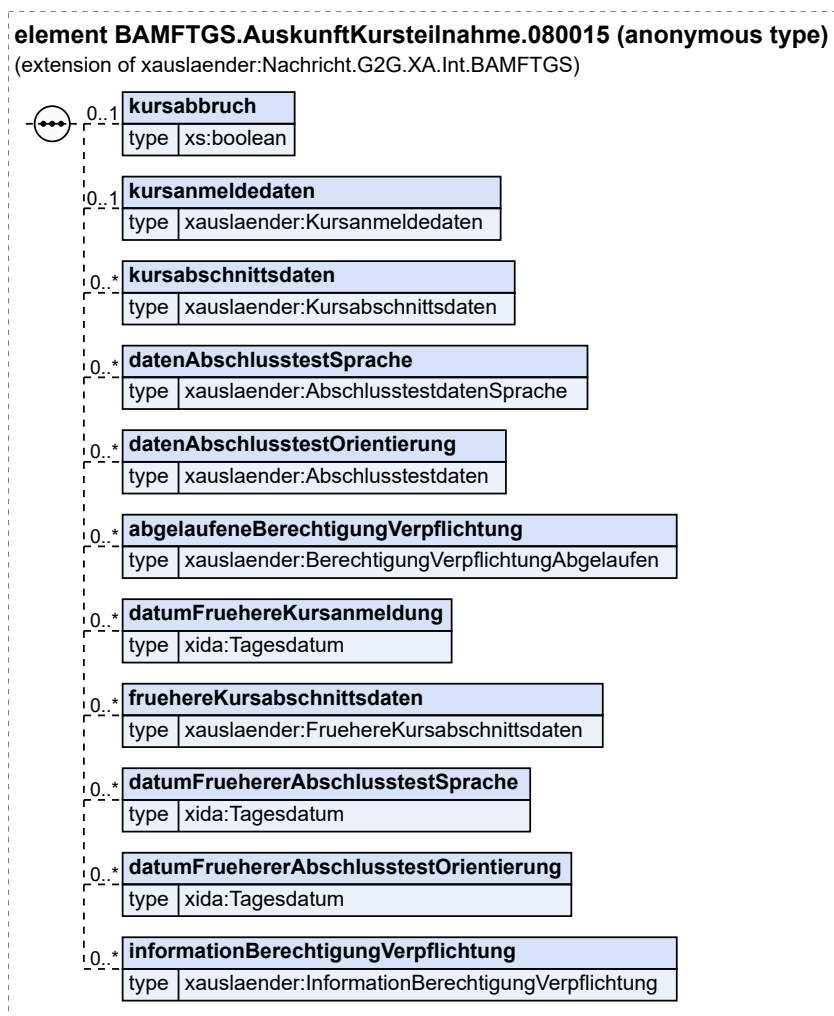 element BAMFTGS.AuskunftKursteilnahme.080015 (anonymous type)
(extension of xauslaender:Nachricht.G2G.XA.Int.BAMFTGS)
0..1 kursabbruch
type xs:boolean
0..1 kursanmeldedaten
type xauslaender:Kursanmeldedaten
0..* kursabschnittsdaten
type xauslaender:Kursabschnittsdaten
0..* datenAbschlusstestSprache
type xauslaender:AbschlusstestdatenSprache
0..* datenAbschlusstestOrientierung
type xauslaender:Abschlusstestdaten
0..* abgelaufeneBerechtigungVerpflichtung
type xauslaender:BerechtigungVerpflichtungAbgelaufen
0..* datumFruehereKursanmeldung
type xida:Tagesdatum
0..* fruehereKursabschnittsdaten
type xauslaender:FruehereKursabschnittsdaten
0..* datumFruehererAbschlusstestSprache
type xida:Tagesdatum
0..* datumFruehererAbschlusstestOrientierung
type xida:Tagesdatum
0..* informationBerechtigungVerpflichtung
type xauslaender:InformationBerechtigungVerpflichtung